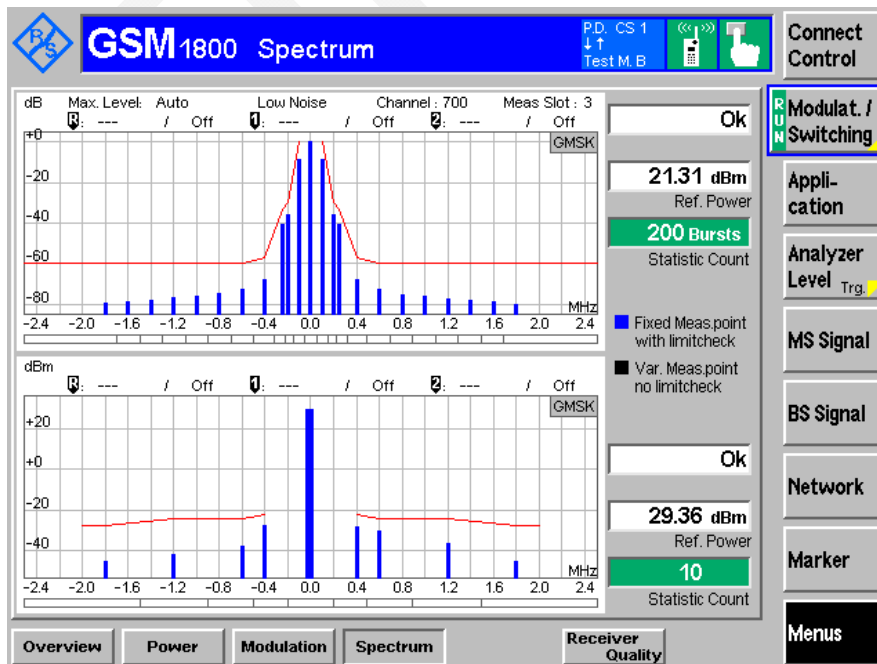 R&S
GSM 1800 Spectrum
P.D. CS 1
↓↑
Test M. B
Connect Control
dB Max. Level: Auto Low Noise Channel : 700 Meas Slot : 3
R: --- / Off 1: --- / Off 2: --- / Off
GMSK
+0
-20
-40
-60
-80
MHz
-2.4 -2.0 -1.6 -1.2 -0.8 -0.4 0.0 0.4 0.8 1.2 1.6 2.0 2.4
Ok
21.31 dBm
Ref. Power
200 Bursts
Statistic Count
Fixed Meas.point
with limitcheck
Var. Meas.point
no limitcheck
dBm
R: --- / Off 1: --- / Off 2: --- / Off
GMSK
+20
+0
-20
-40
MHz
-2.4 -2.0 -1.6 -1.2 -0.8 -0.4 0.0 0.4 0.8 1.2 1.6 2.0 2.4
Ok
29.36 dBm
Ref. Power
10
Statistic Count
RUN
Modulat. /
Switching
Appli-
cation
Analyzer
Level Trg.
MS Signal
BS Signal
Network
Marker
Menus
Overview Power Modulation Spectrum Receiver
Quality